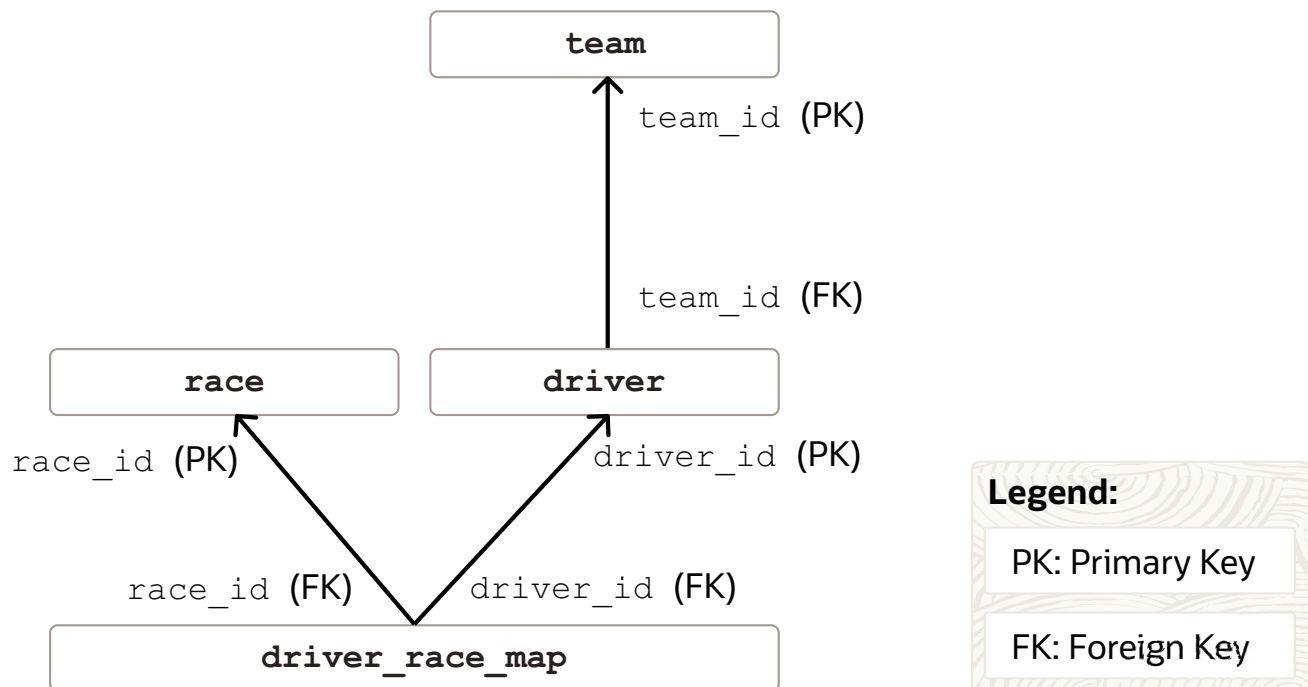 team
team_id (PK)
team_id (FK)
race
driver
race_id (PK)
driver_id (PK)
race_id (FK)
driver_id (FK)
driver_race_map
Legend:
PK: Primary Key
FK: Foreign Key